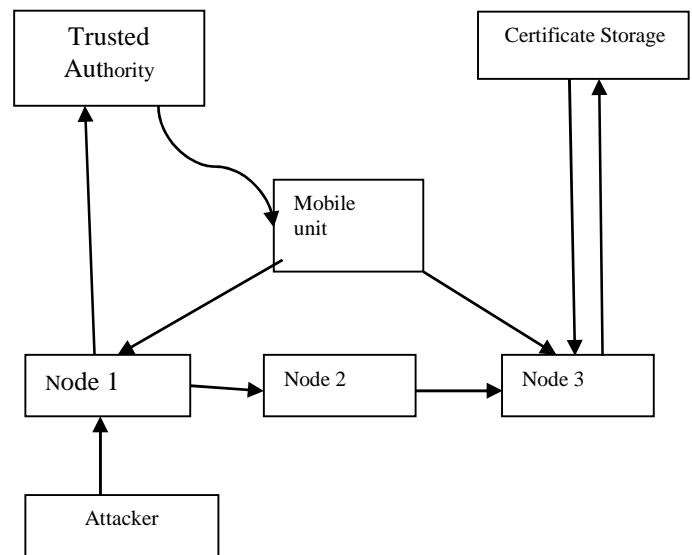 Trusted
Authority
Certificate Storage
Mobile
unit
Node 1
Node 2
Node 3
Attacker